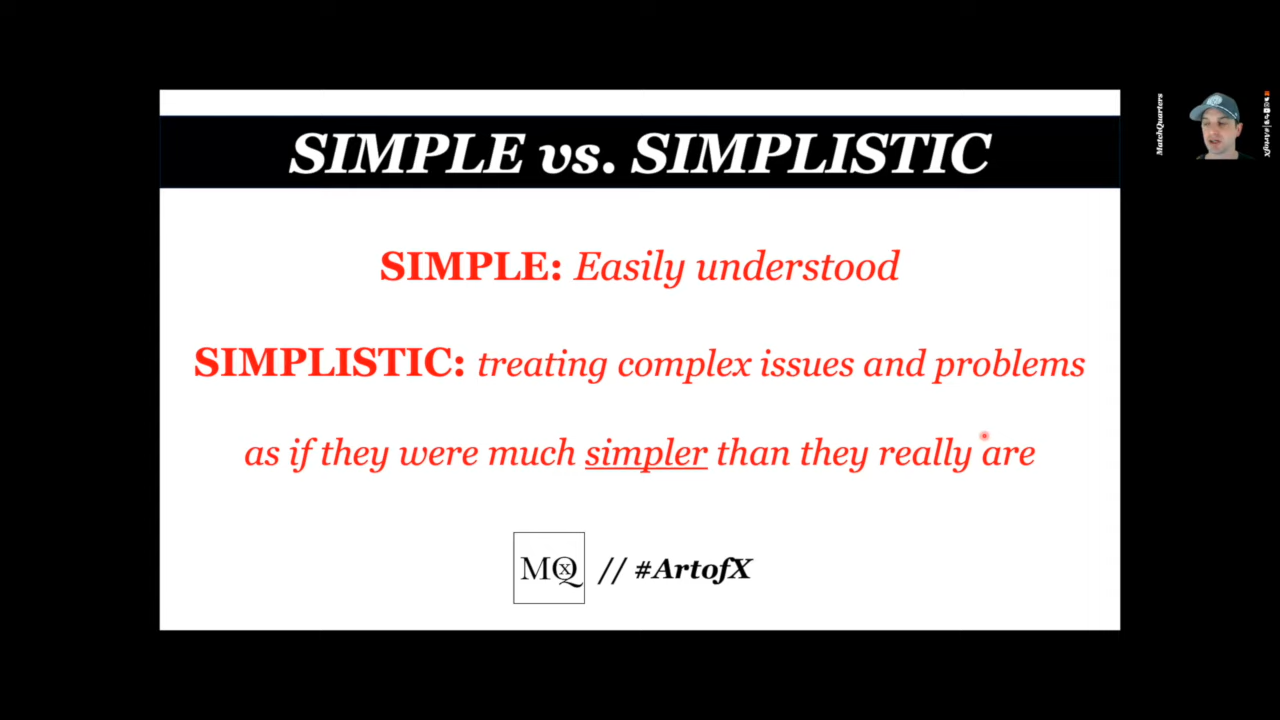 SIMPLE vs. SIMPLISTIC
SIMPLE: Easily understood
SIMPLISTIC: treating complex issues and problems
as if they were much simpler than they really are
MQ x // #ArtofX
MatchQuarters